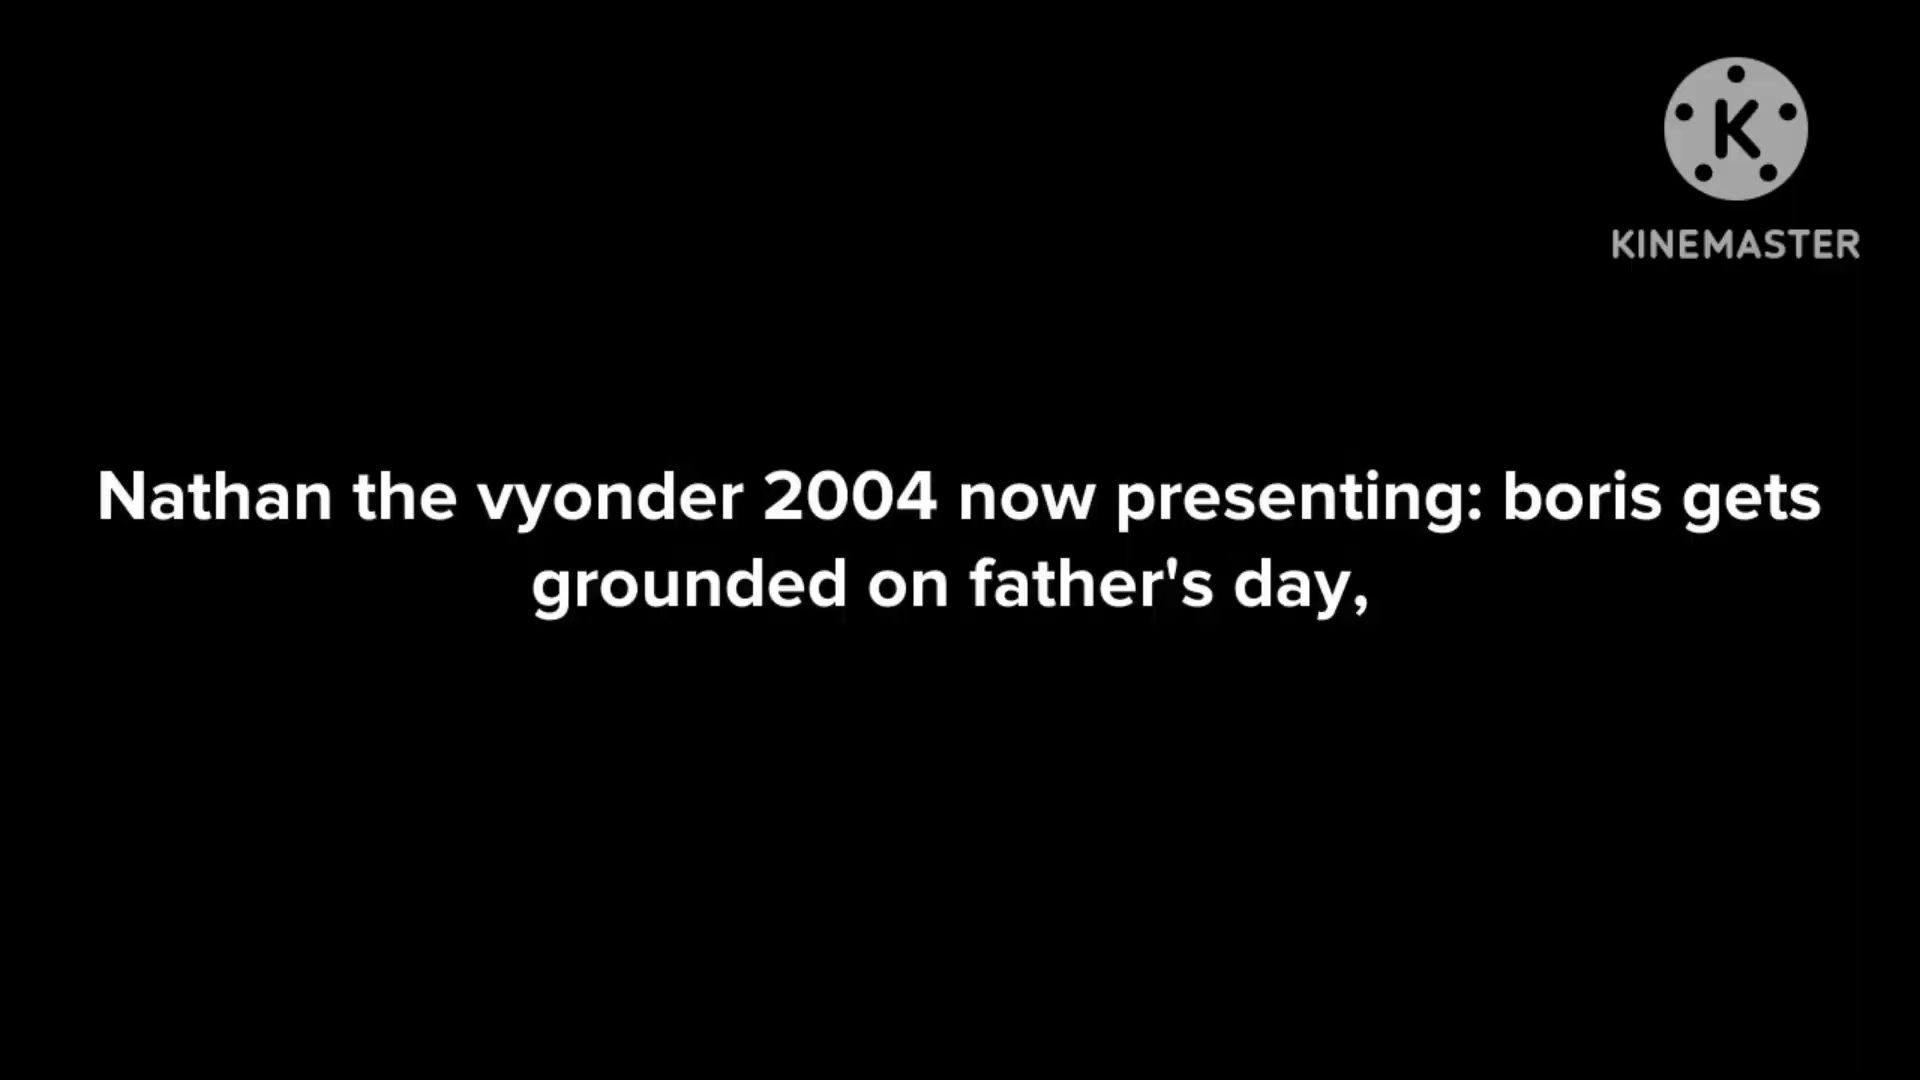 K
KINEMASTER
Nathan the vyonder 2004 now presenting: boris gets
grounded on father's day,